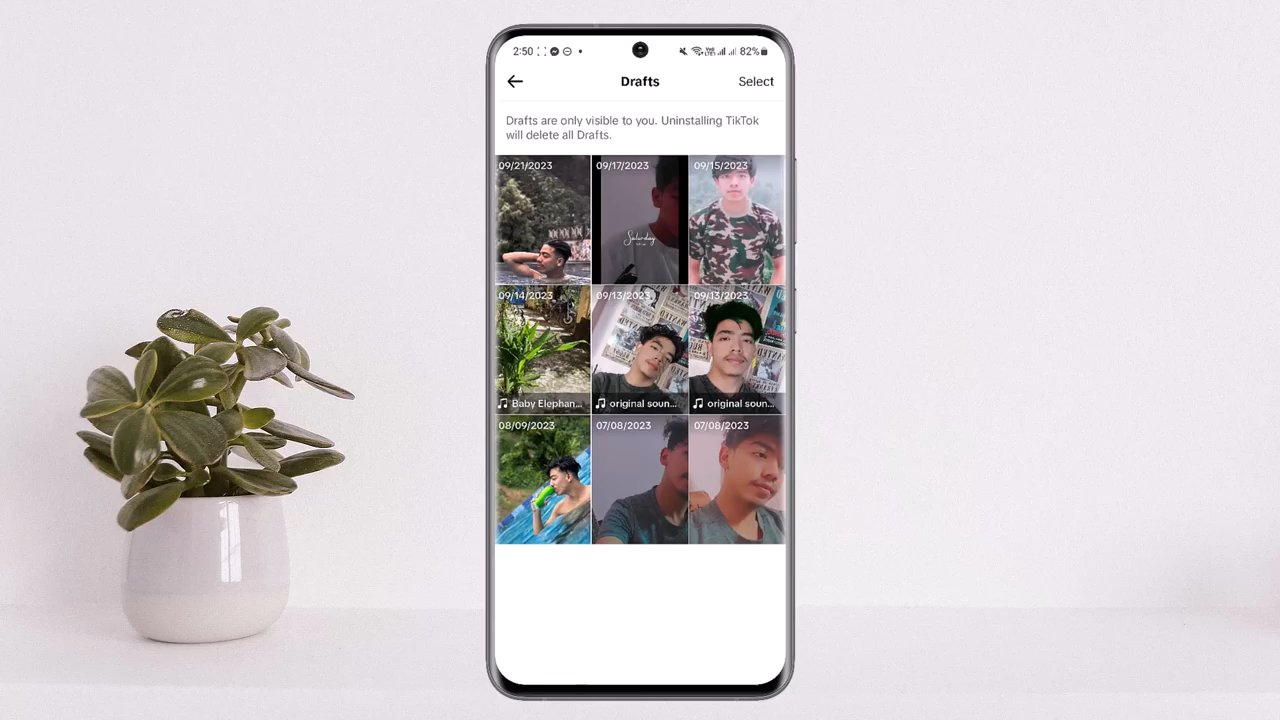 2:50
82%
Drafts
Select
Drafts are only visible to you. Uninstalling TikTok
will delete all Drafts.
09/21/2023
09/17/2023
09/15/2023
Saturday
09/14/2023
09/13/2023
09/13/2023
WANTED
Baby Elephan...
original soun...
original soun...
08/09/2023
07/08/2023
07/08/2023